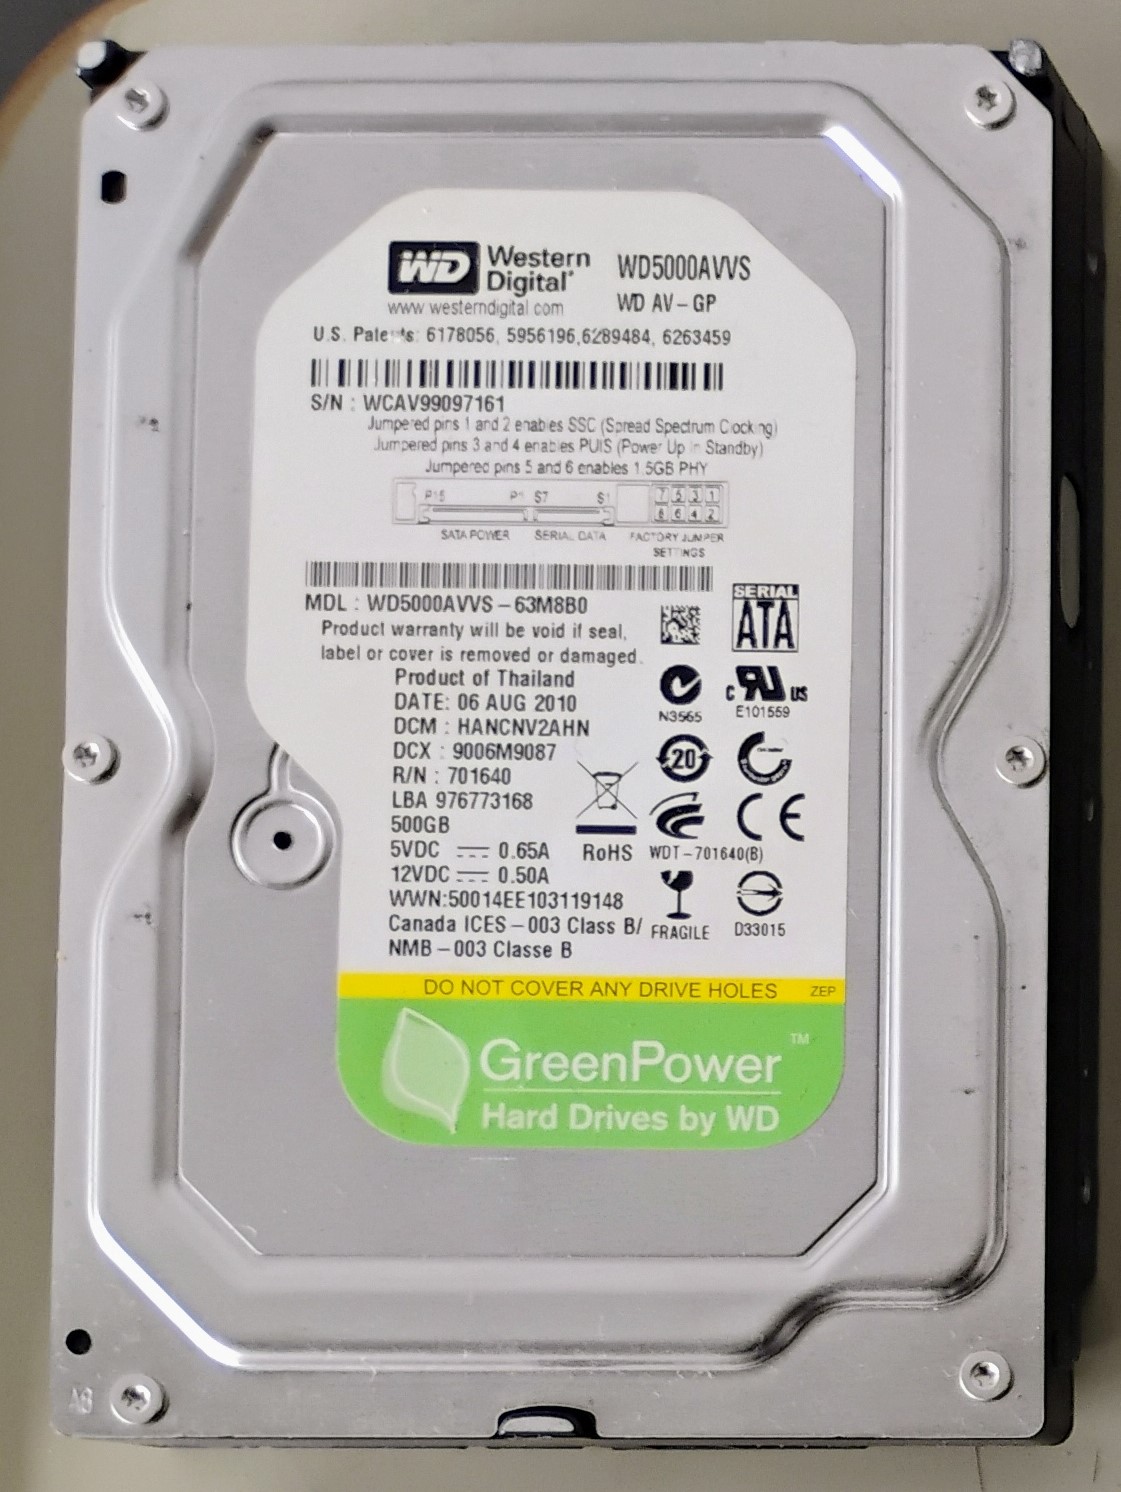 WD Western Digital®
WD5000AVVS
www.westerndigital.com
WD AV-GP
U.S. Patents: 6178056, 5956196,6289484, 6263459
S/N : WCAV99097161
Jumpered pins 1 and 2 enables SSC (Spread Spectrum Clocking)
Jumpered pins 3 and 4 enables PUIS (Power Up in Standby)
Jumpered pins 5 and 6 enables 1.5GB PHY
P15 P1 S7 S1 7 5 3 1
8 6 4 2
SATA POWER SERIAL DATA FACTORY JUMPER
SETTINGS
MDL : WD5000AVVS-63M8B0
SERIAL
ATA
Product warranty will be void if seal,
label or cover is removed or damaged.
Product of Thailand
DATE: 06 AUG 2010
N3565
C RU US
E101559
DCM : HANCNV2AHN
DCX : 9006M9087
20
R/N : 701640
LBA 976773168
500GB
CE
5VDC 0.65A
RoHS
WDT-701640(B)
12VDC 0.50A
WWN:50014EE103119148
Canada ICES-003 Class B/
FRAGILE
D33015
NMB-003 Classe B
DO NOT COVER ANY DRIVE HOLES
ZEP
GreenPower™
Hard Drives by WD